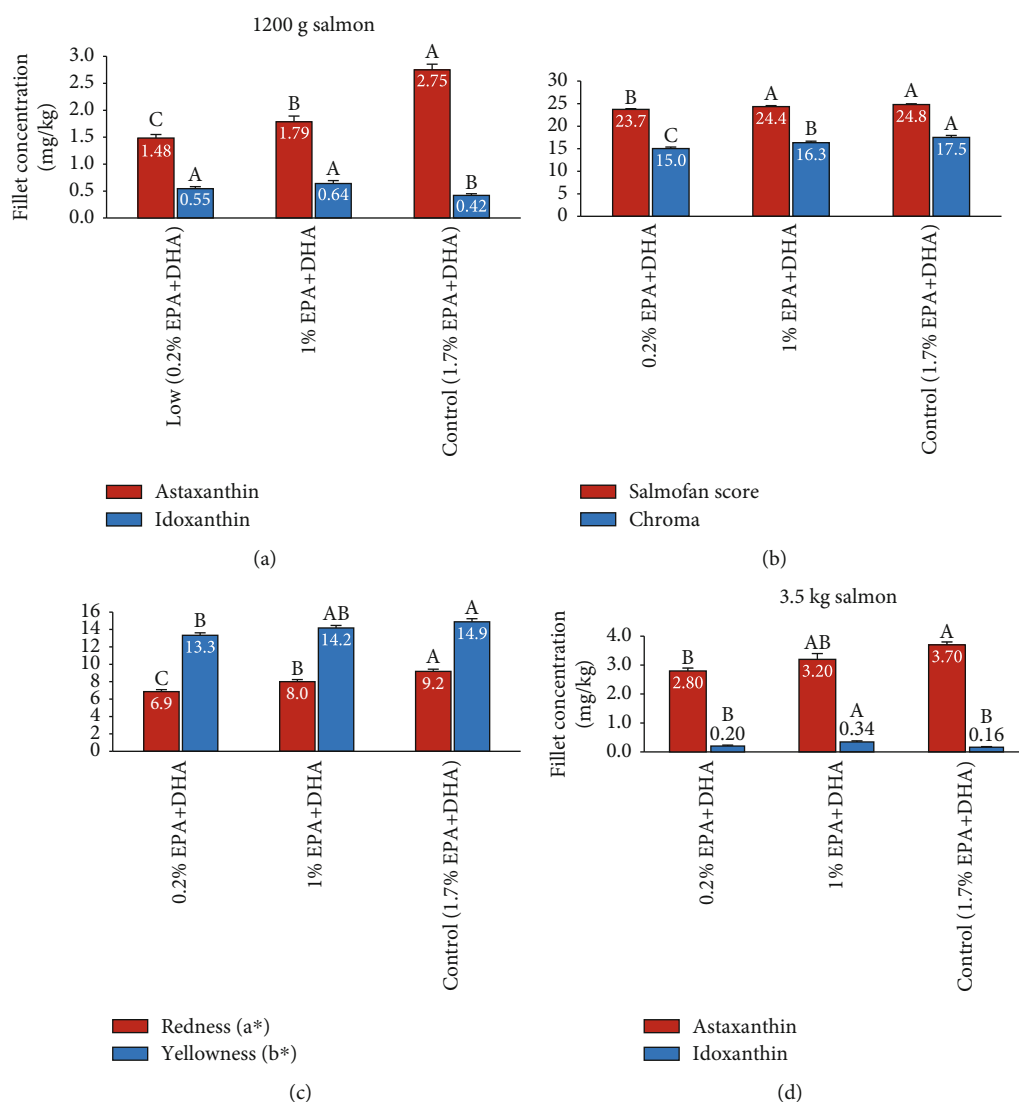 1200 g salmon
Fillet concentration
(mg/kg)
3.0
2.5
2.0
1.5
1.0
0.5
0.0
C
1.48
A
0.55
B
1.79
A
0.64
A
2.75
B
0.42
Low (0.2% EPA+DHA)
1% EPA+DHA
Control (1.7% EPA+DHA)
Astaxanthin
Idoxanthin
(a)
30
25
20
15
10
5
0
B
23.7
C
15.0
A
24.4
B
16.3
A
24.8
A
17.5
0.2% EPA+DHA
1% EPA+DHA
Control (1.7% EPA+DHA)
Salmofan score
Chroma
(b)
16
14
12
10
8
6
4
2
0
C
6.9
B
13.3
B
8.0
AB
14.2
A
9.2
A
14.9
0.2% EPA+DHA
1% EPA+DHA
Control (1.7% EPA+DHA)
Redness (a*)
Yellowness (b*)
(c)
3.5 kg salmon
Fillet concentration
(mg/kg)
4.0
3.0
2.0
1.0
0.0
B
2.80
B
0.20
AB
3.20
A
0.34
A
3.70
B
0.16
0.2% EPA+DHA
1% EPA+DHA
Control (1.7% EPA+DHA)
Astaxanthin
Idoxanthin
(d)